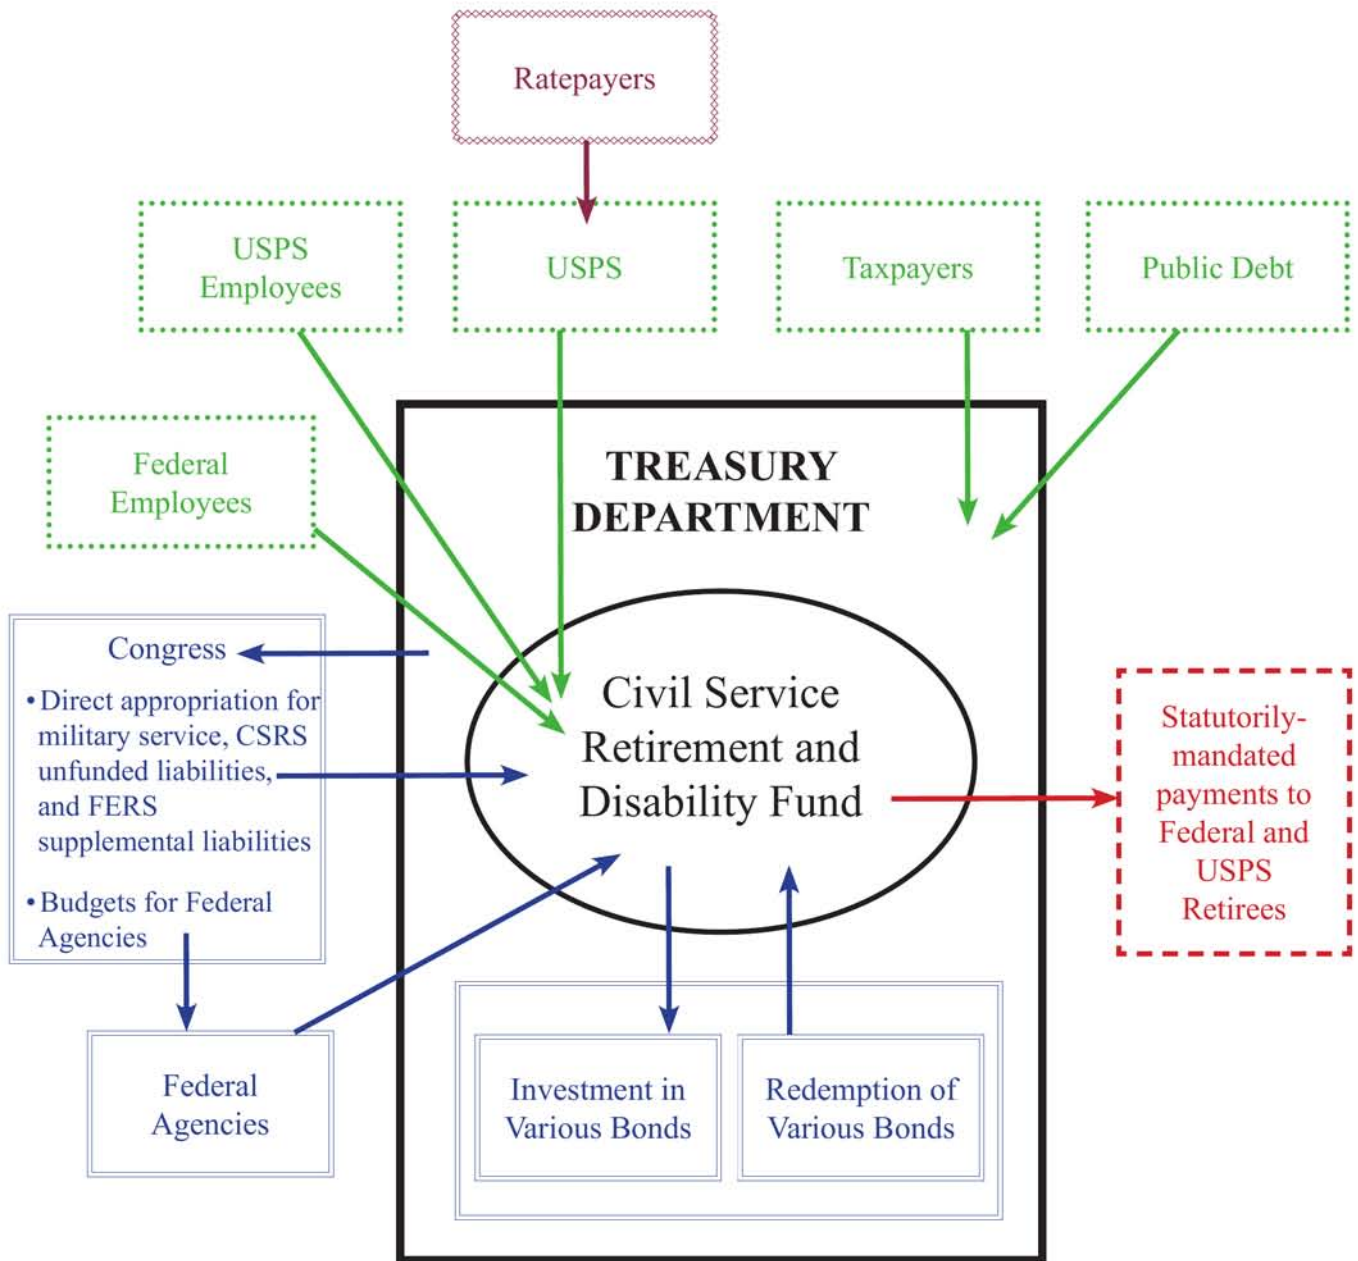 Ratepayers
USPS
Employees
USPS
Taxpayers
Public Debt
Federal
Employees
TREASURY
DEPARTMENT
Congress
• Direct appropriation for
military service, CSRS
unfunded liabilities,
and FERS
supplemental liabilities
• Budgets for Federal
Agencies
Civil Service
Retirement and
Disability Fund
Statutorily-
mandated
payments to
Federal and
USPS
Retirees
Federal
Agencies
Investment in
Various Bonds
Redemption of
Various Bonds